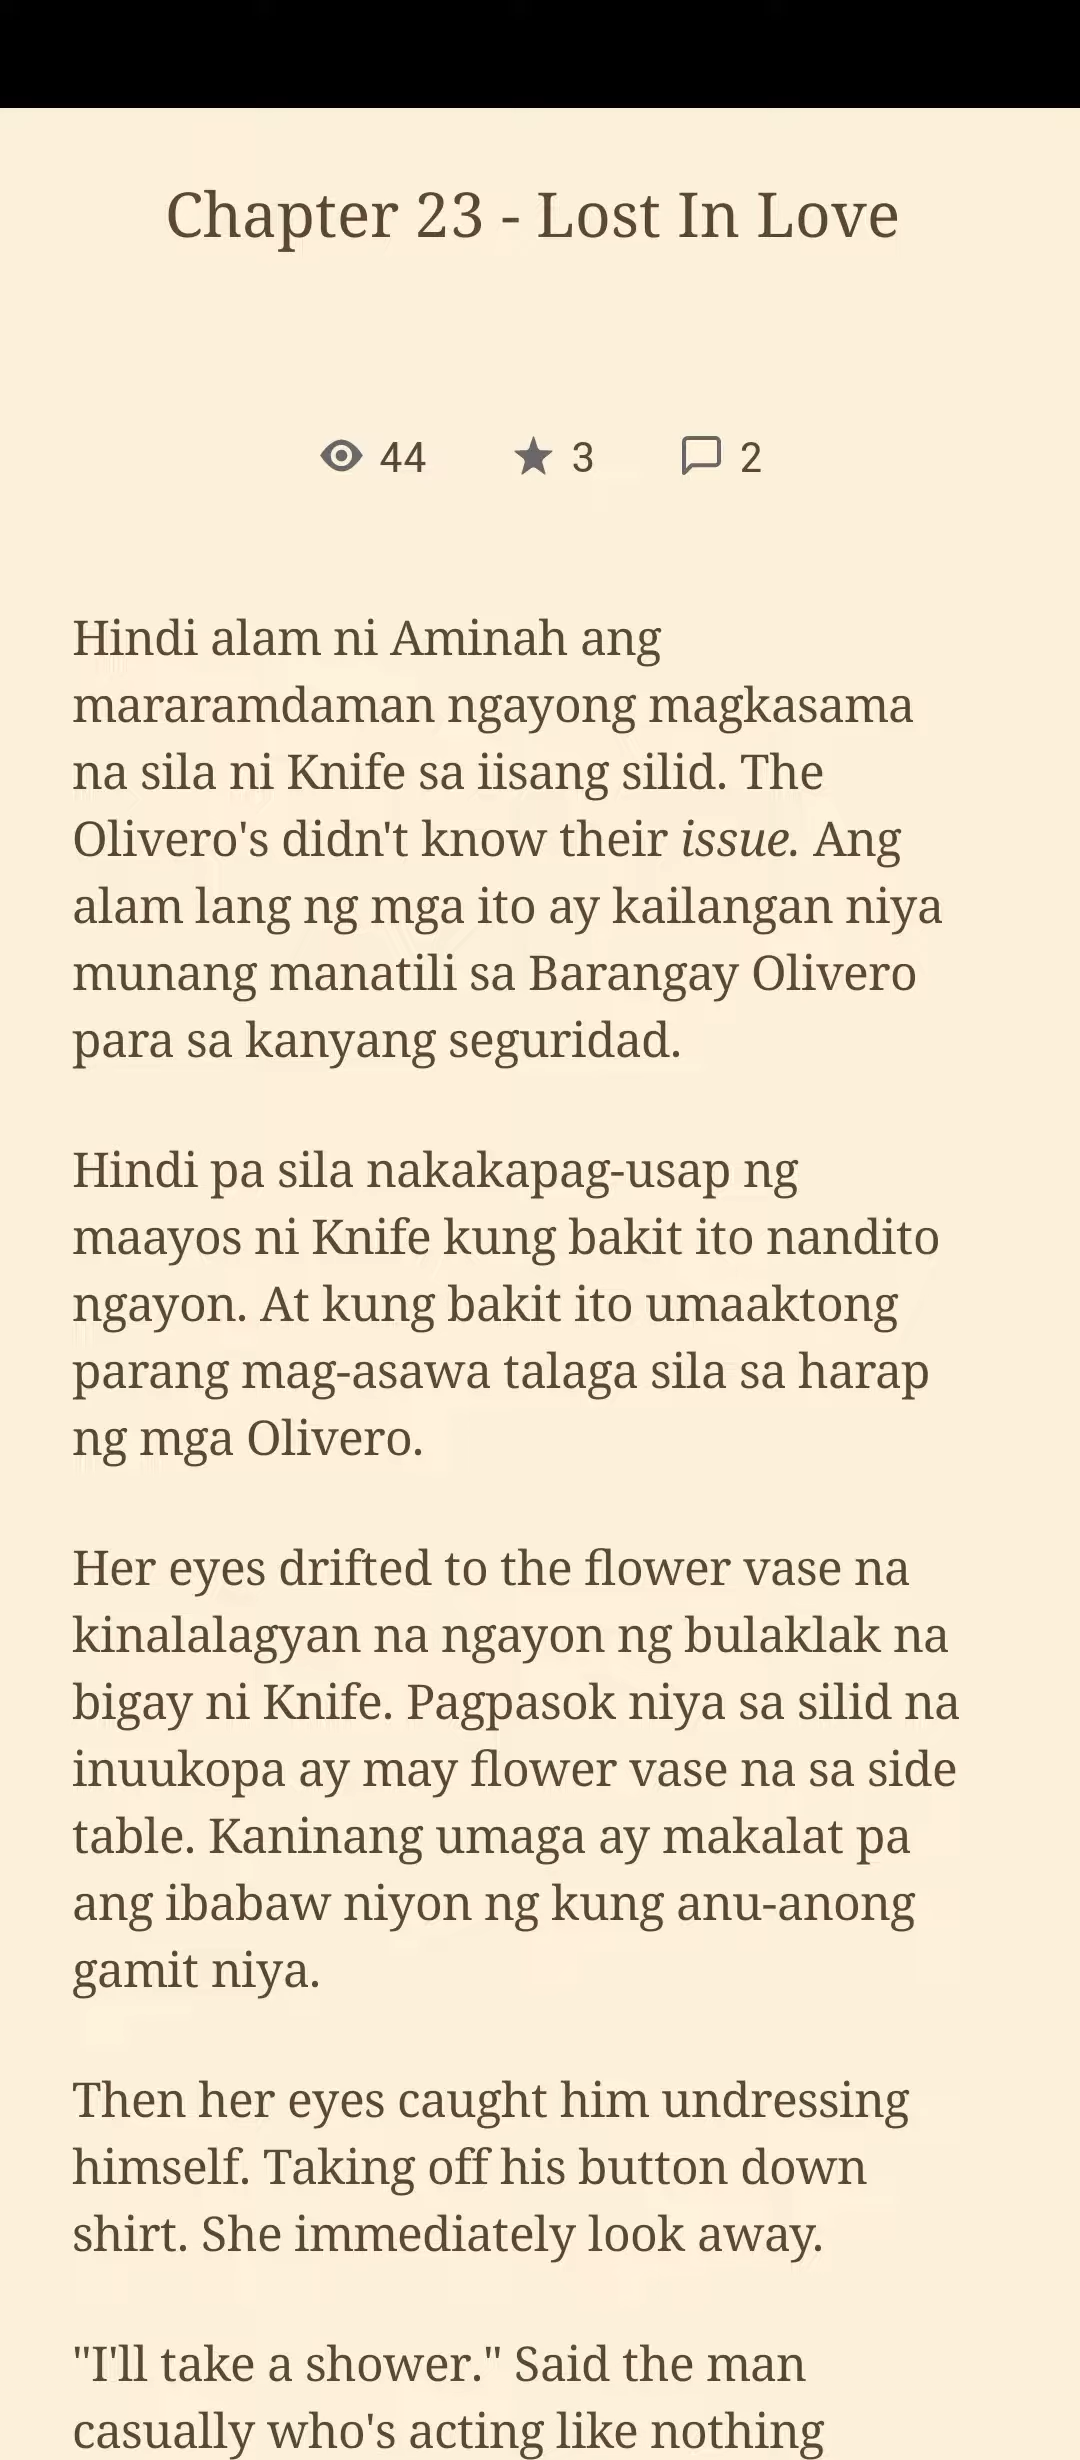 Chapter 23 - Lost In Love
44 3 2
Hindi alam ni Aminah ang
mararamdaman ngayong magkasama
na sila ni Knife sa iisang silid. The
Olivero's didn't know their issue. Ang
alam lang ng mga ito ay kailangan niya
munang manatili sa Barangay Olivero
para sa kanyang seguridad.
Hindi pa sila nakakapag-usap ng
maayos ni Knife kung bakit ito nandito
ngayon. At kung bakit ito umaaktong
parang mag-asawa talaga sila sa harap
ng mga Olivero.
Her eyes drifted to the flower vase na
kinalalagyan na ngayon ng bulaklak na
bigay ni Knife. Pagpasok niya sa silid na
inuukopa ay may flower vase na sa side
table. Kaninang umaga ay makalat pa
ang ibabaw niyon ng kung anu-anong
gamit niya.
Then her eyes caught him undressing
himself. Taking off his button down
shirt. She immediately look away.
"I'll take a shower." Said the man
casually who's acting like nothing